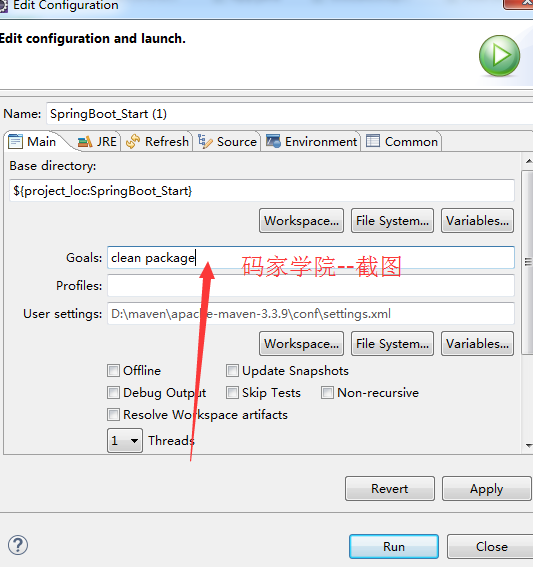 Edit Configuration
Edit configuration and launch.
Name: SpringBoot_Start (1)
Main JRE Refresh Source Environment Common
Base directory:
${project_loc:SpringBoot_Start}
Workspace... File System... Variables...
Goals: clean package 码家学院--截图
Profiles:
User settings: D:\maven\apache-maven-3.3.9\conf\settings.xml
Workspace... File System... Variables...
Offline Update Snapshots
Debug Output Skip Tests Non-recursive
Resolve Workspace artifacts
1 Threads
Revert Apply
? Run Close